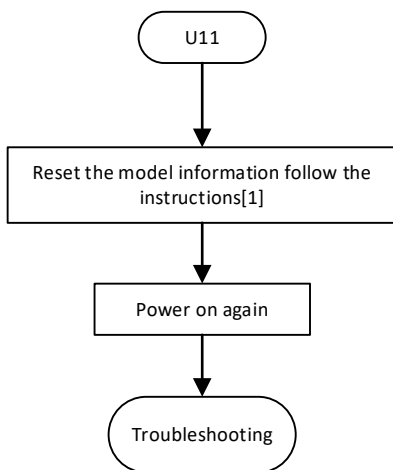 U11
Reset the model information follow the
instructions[1]
Power on again
Troubleshooting